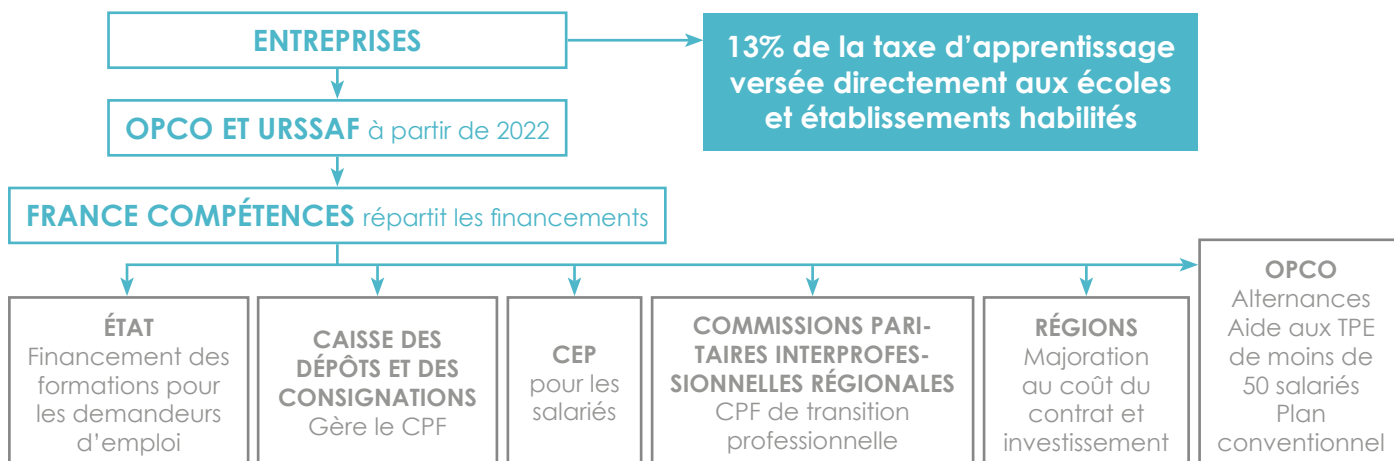 ENTREPRISES
13% de la taxe d’apprentissage
versée directement aux écoles
et établissements habilités
OPCO ET URSSAF à partir de 2022
FRANCE COMPÉTENCES répartit les financements
ÉTAT
Financement des
formations pour
les demandeurs
d’emploi
CAISSE DES
DÉPÔTS ET DES
CONSIGNATIONS
Gère le CPF
CEP
pour les
salariés
COMMISSIONS PARI-
TAIRES INTERPROFES-
SIONNELLES RÉGIONALES
CPF de transition
professionnelle
RÉGIONS
Majoration
au coût du
contrat et
investissement
OPCO
Alternances
Aide aux TPE
de moins de
50 salariés
Plan
conventionnel